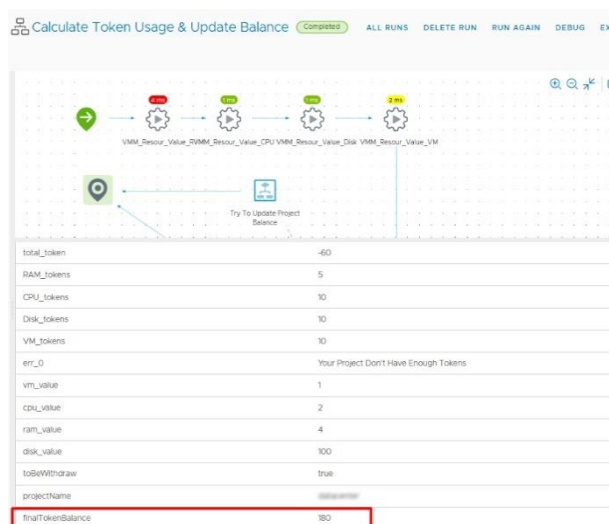 Calculate Token Usage & Update Balance Completed ALL RUNS DELETE RUN RUN AGAIN DEBUG EX
4 ms 1 ms 1 ms 2 ms
VMM_Resour_Value_R VMM_Resour_Value_CPU VMM_Resour_Value_Disk VMM_Resour_Value_VM
Try To Update Project
Balance
total_token -60
RAM_tokens 5
CPU_tokens 10
Disk_tokens 10
VM_tokens 10
err_0 Your Project Don't Have Enough Tokens
vm_value 1
cpu_value 2
ram_value 4
disk_value 100
toBeWithdraw true
projectName
finalTokenBalance 180